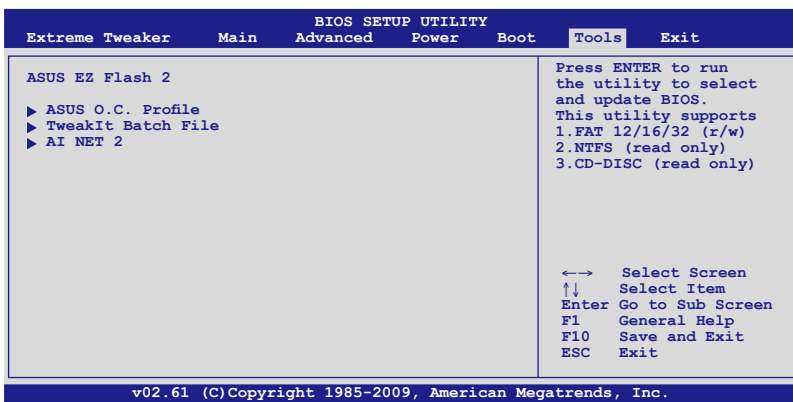 BIOS SETUP UTILITY
Extreme Tweaker Main Advanced Power Boot Tools Exit
ASUS EZ Flash 2
ASUS O.C. Profile
TweakIt Batch File
AI NET 2
Press ENTER to run
the utility to select
and update BIOS.
This utility supports
1.FAT 12/16/32 (r/w)
2.NTFS (read only)
3.CD-DISC (read only)
←→ Select Screen
↑↓ Select Item
Enter Go to Sub Screen
F1 General Help
F10 Save and Exit
ESC Exit
v02.61 (C)Copyright 1985-2009, American Megatrends, Inc.